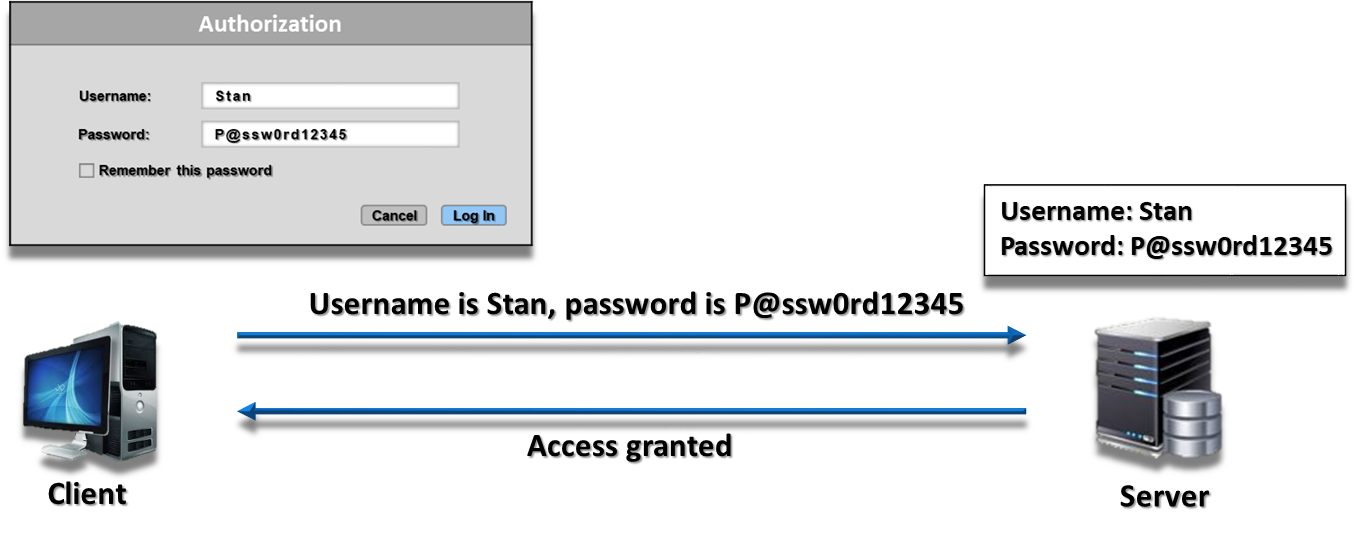 Authorization
Username: Stan
Password: P@ssw0rd12345
Remember this password
Cancel Log In
Username: Stan
Password: P@ssw0rd12345
Username is Stan, password is P@ssw0rd12345
Access granted
Client
Server